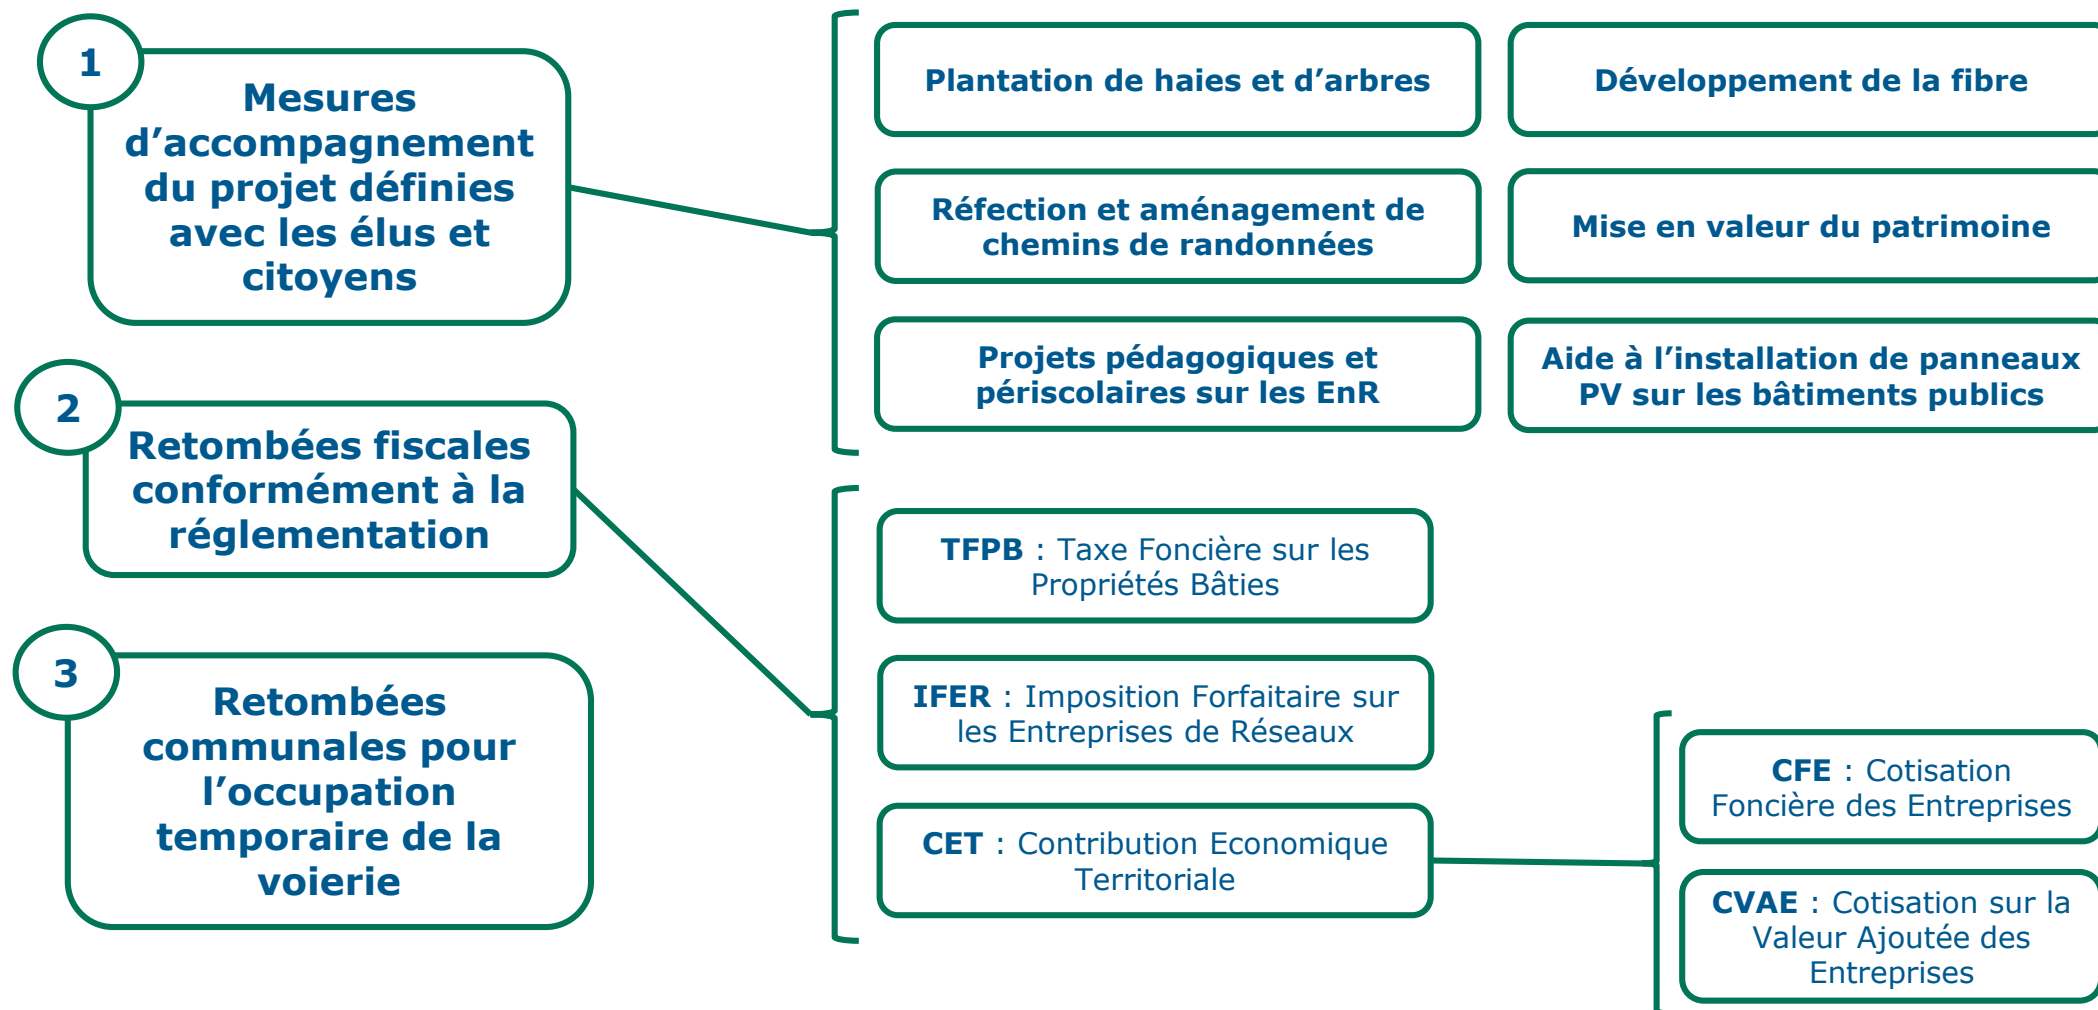 1
Mesures
d’accompagnement
du projet définies
avec les élus et
citoyens
Plantation de haies et d’arbres
Développement de la fibre
Réfection et aménagement de
chemins de randonnées
Mise en valeur du patrimoine
Projets pédagogiques et
périscolaires sur les EnR
Aide à l’installation de panneaux
PV sur les bâtiments publics
2
Retombées fiscales
conformément à la
réglementation
TFPB : Taxe Foncière sur les
Propriétés Bâties
IFER : Imposition Forfaitaire sur
les Entreprises de Réseaux
CET : Contribution Economique
Territoriale
CFE : Cotisation
Foncière des Entreprises
CVAE : Cotisation sur la
Valeur Ajoutée des
Entreprises
3
Retombées
communales pour
l’occupation
temporaire de la
voierie